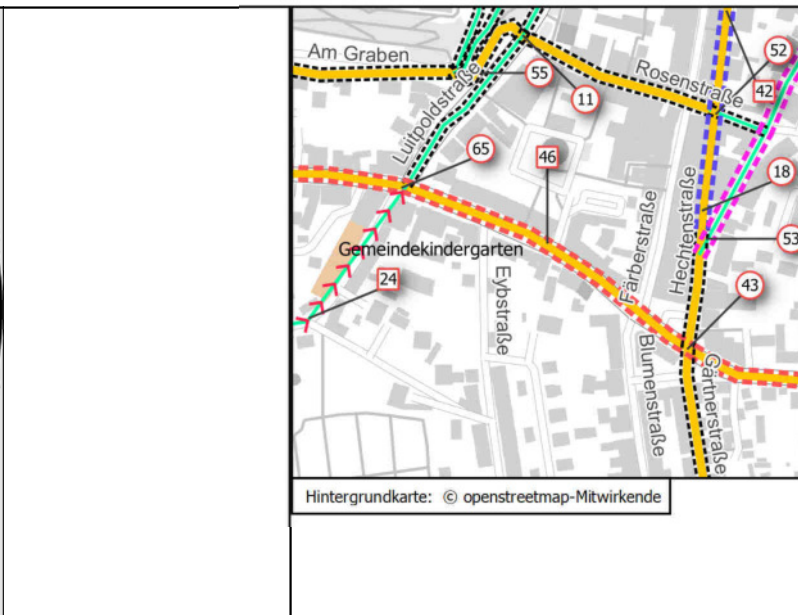 Am Graben
Luitpoldstraße
Rosenstraße
52
42
55
11
65
46
18
Hechtenstraße
Färberstraße
53
Gemeindekindergarten
24
Eybstraße
43
Blumenstraße
Gärtnerstraße
Hintergrundkarte: © openstreetmap-Mitwirkende